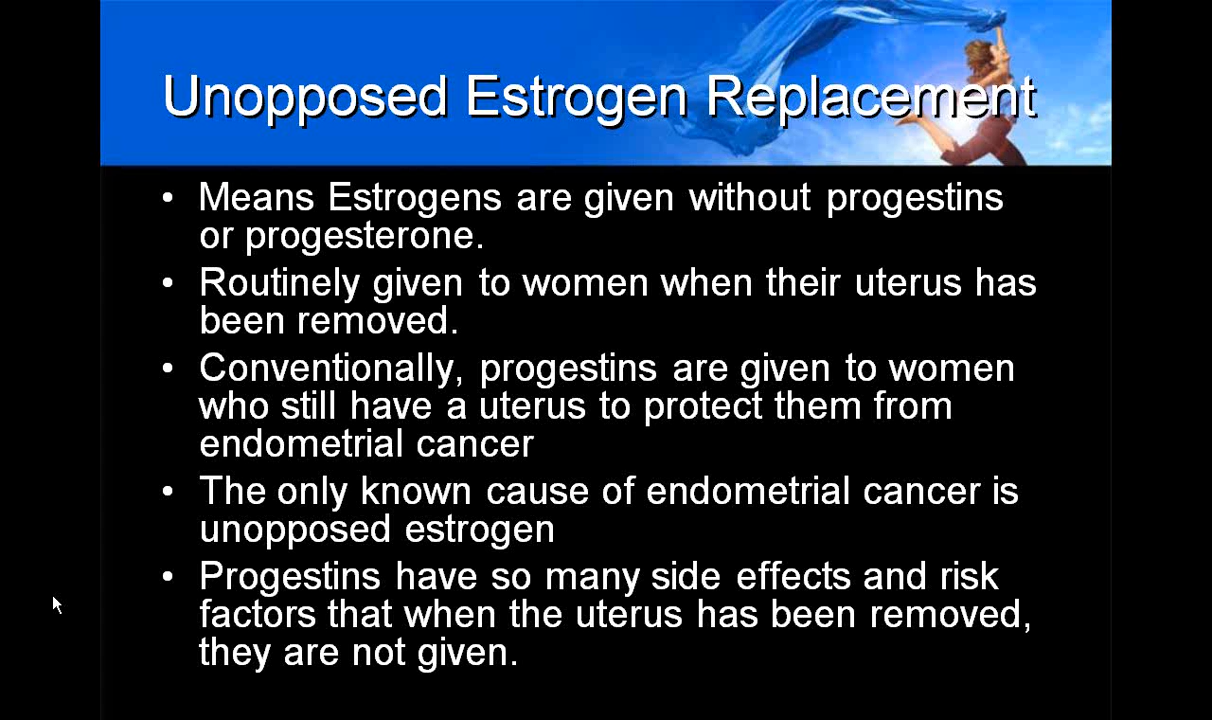 Unopposed Estrogen Replacement
• Means Estrogens are given without progestins
or progesterone.
• Routinely given to women when their uterus has
been removed.
• Conventionally, progestins are given to women
who still have a uterus to protect them from
endometrial cancer
• The only known cause of endometrial cancer is
unopposed estrogen
• Progestins have so many side effects and risk
factors that when the uterus has been removed,
they are not given.